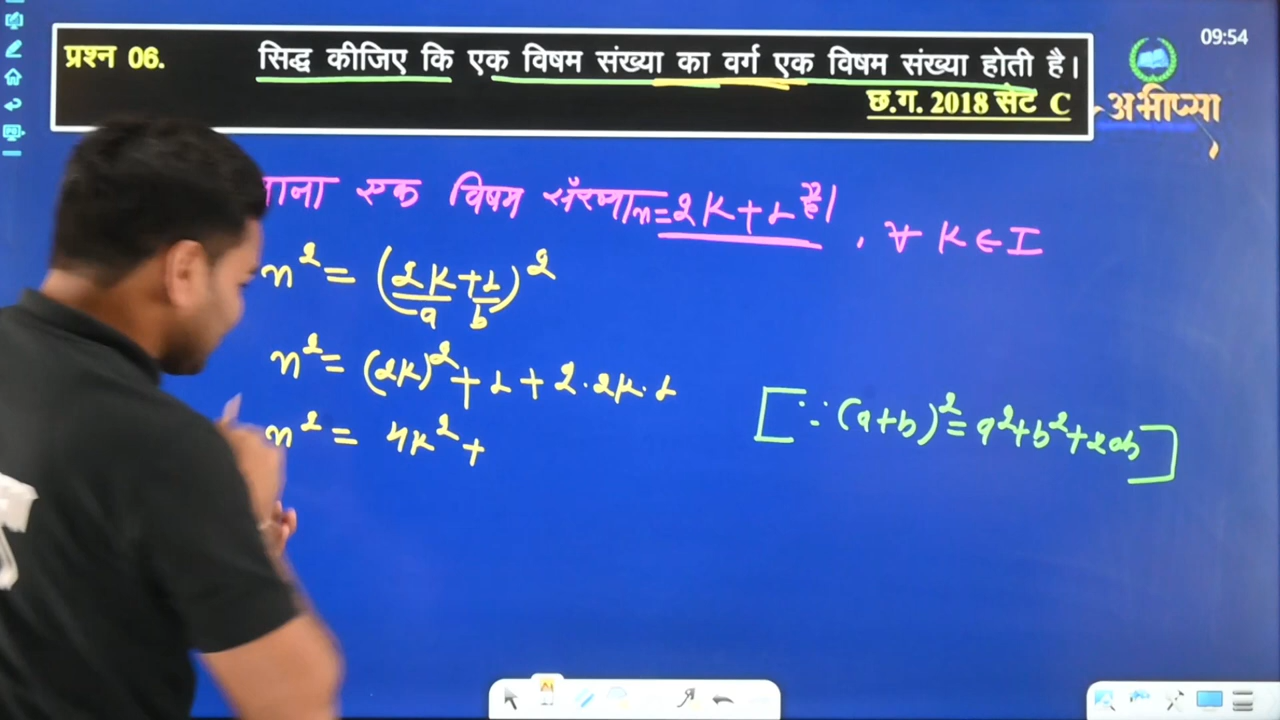 09:54
प्रश्न 06. सिद्ध कीजिए कि एक विषम संख्या का वर्ग एक विषम संख्या होती है।
छ.ग. 2018 सेट C
अभीप्सा
माना एक विषम संख्या n = 2K+1 है। , ∀ K ∈ I
n² = (2K+1)²
a b
n² = (2K)² + 1 + 2·2K·1
[∵ (a+b)² = a²+b²+2ab]
n² = 4K² +